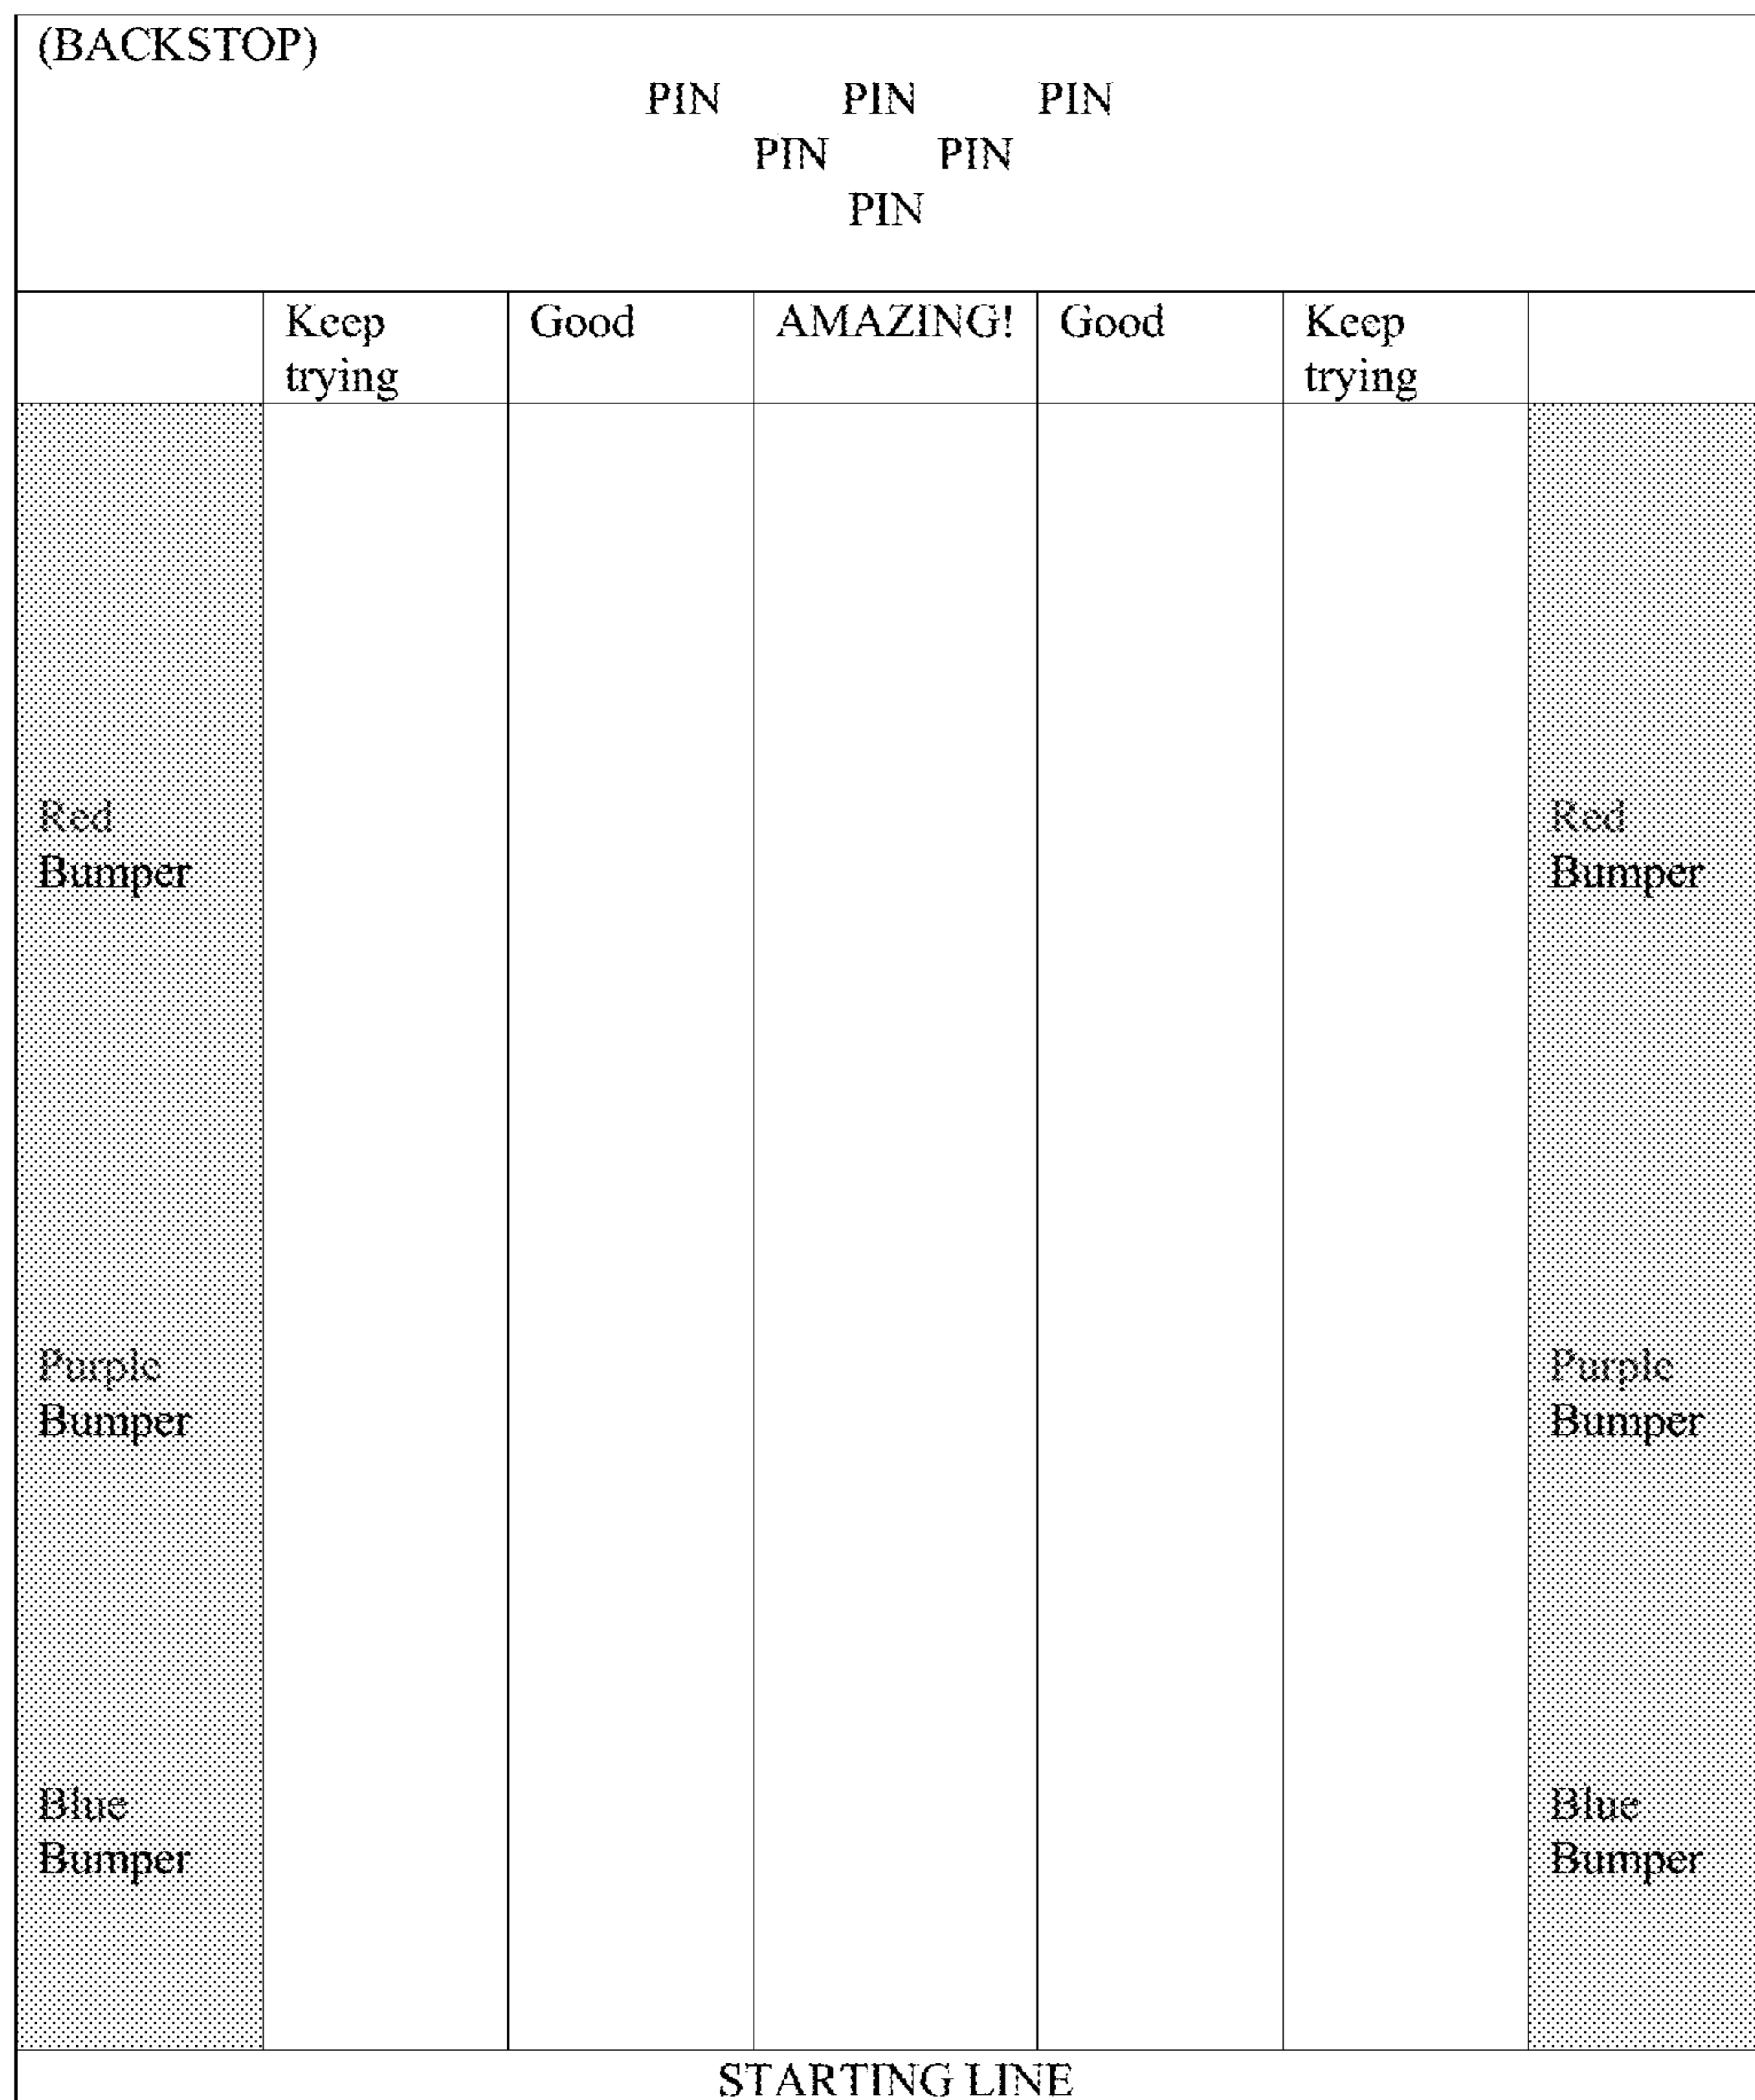 (BACKSTOP)
PIN PIN PIN
PIN PIN
PIN
Keep trying Good AMAZING! Good Keep trying
Red Bumper Red Bumper
Purple Bumper Purple Bumper
Blue Bumper Blue Bumper
STARTING LINE